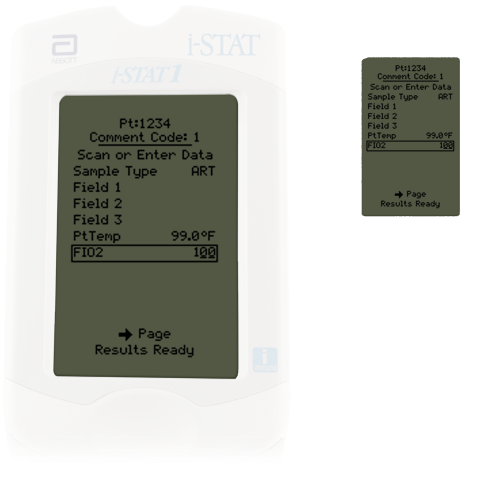 ABBOTT
i-STAT
i-STAT 1
Pt:1234
Comment Code: 1
Scan or Enter Data
Sample Type ART
Field 1
Field 2
Field 3
PtTemp 99.0°F
FIO2 100
→ Page
Results Ready
i
Pt:1234
Comment Code: 1
Scan or Enter Data
Sample Type ART
Field 1
Field 2
Field 3
PtTemp 99.0°F
FIO2 100
→ Page
Results Ready